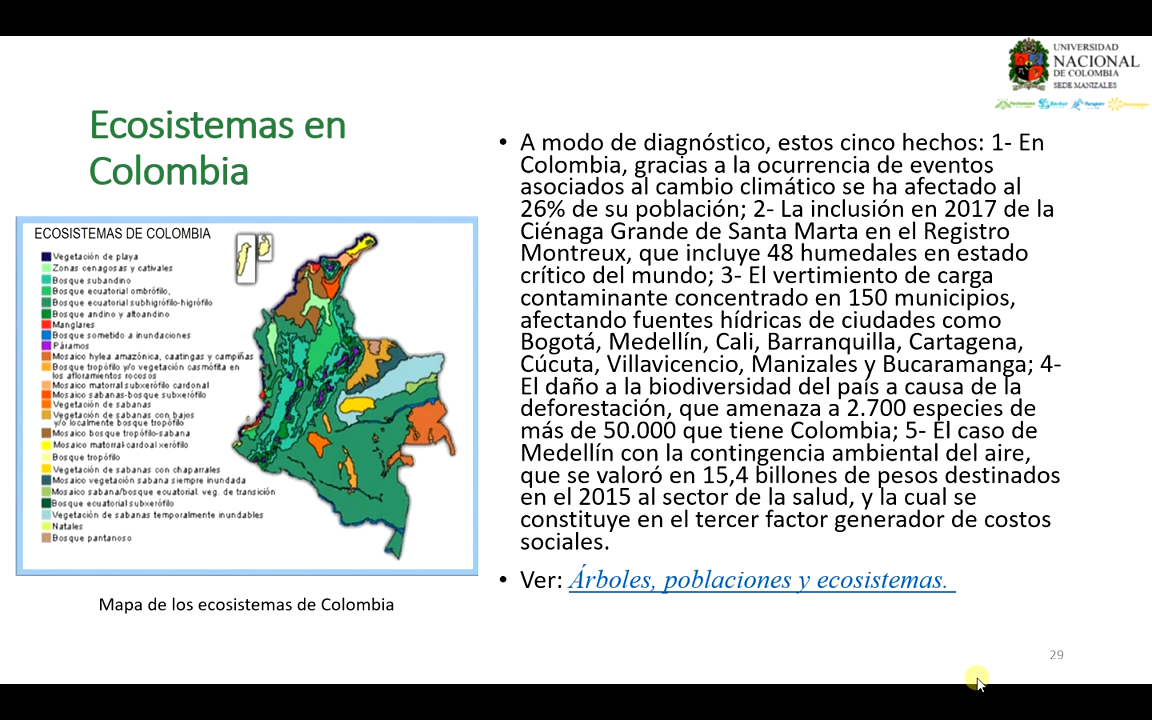 UNIVERSIDAD
NACIONAL
DE COLOMBIA
SEDE MANIZALES
Ecosistemas en
Colombia
ECOSISTEMAS DE COLOMBIA
Vegetación de playa
Zonas cenagosas y cativales
Bosque subandino
Bosque ecuatorial ombrófilo,
Bosque ecuatorial subhigrófilo-higrófilo
Bosque andino y altoandino
Manglares
Bosque sometido a inundaciones
Páramos
Mosaico hylea amazónica, caatingas y campiñas
Bosque tropófilo y/o vegetación casmófita en
los afloramientos rocosos
Mosaico matorral subxerófilo cardonal
Mosaico sabanas-bosque subxerófilo
Vegetación de sabanas
Vegetación de sabanas con bajos
y/o localmente bosque tropófilo
Mosaico bosque tropófilo-sabana
Mosaico matorral-cardoal xerófilo
Bosque tropófilo
Vegetación de sabanas con chaparrales
Mosaico vegetación sabana siempre inundada
Mosaico sabana/bosque ecuatorial. veg. de transición
Bosque ecuatorial subxerófilo
Vegetación de sabanas temporalmente inundables
Natales
Bosque pantanoso
Mapa de los ecosistemas de Colombia
• A modo de diagnóstico, estos cinco hechos: 1- En
Colombia, gracias a la ocurrencia de eventos
asociados al cambio climático se ha afectado al
26% de su población; 2- La inclusión en 2017 de la
Ciénaga Grande de Santa Marta en el Registro
Montreux, que incluye 48 humedales en estado
crítico del mundo; 3- El vertimiento de carga
contaminante concentrado en 150 municipios,
afectando fuentes hídricas de ciudades como
Bogotá, Medellín, Cali, Barranquilla, Cartagena,
Cúcuta, Villavicencio, Manizales y Bucaramanga; 4-
El daño a la biodiversidad del país a causa de la
deforestación, que amenaza a 2.700 especies de
más de 50.000 que tiene Colombia; 5- El caso de
Medellín con la contingencia ambiental del aire,
que se valoró en 15,4 billones de pesos destinados
en el 2015 al sector de la salud, y la cual se
constituye en el tercer factor generador de costos
sociales.
• Ver: Árboles, poblaciones y ecosistemas.
29